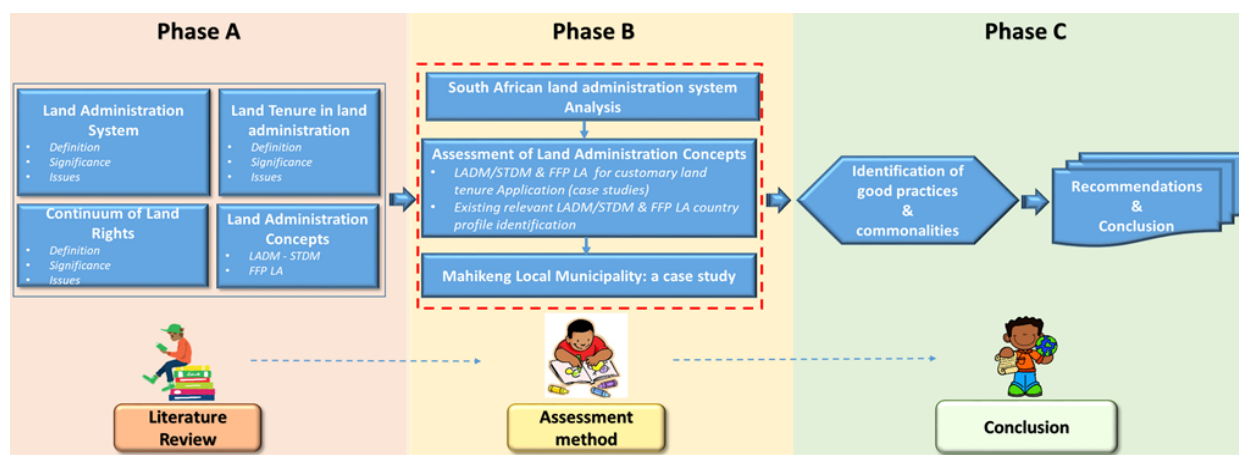 Phase A
Land Administration
System
• Definition
• Significance
• Issues
Land Tenure in land
administration
• Definition
• Significance
• Issues
Continuum of Land
Rights
• Definition
• Significance
• Issues
Land Administration
Concepts
• LADM - STDM
• FFP LA
Literature
Review
Phase B
South African land administration system
Analysis
Assessment of Land Administration Concepts
• LADM/STDM & FFP LA for customary land
tenure Application (case studies)
• Existing relevant LADM/STDM & FFP LA country
profile identification
Mahikeng Local Municipality: a case study
Assessment
method
Phase C
Identification of
good practices
&
commonalities
Recommendations
&
Conclusion
Conclusion